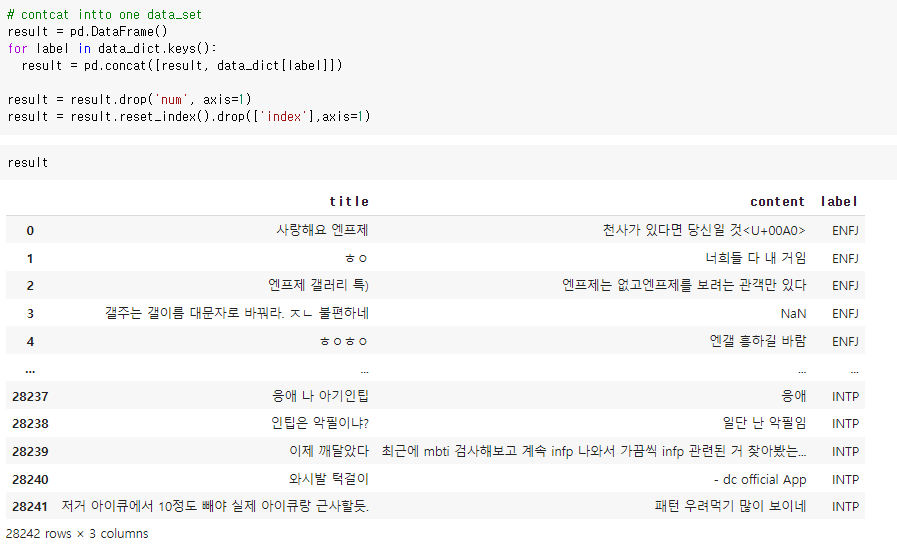 # contcat intto one data_set
result = pd.DataFrame()
for label in data_dict.keys():
result = pd.concat([result, data_dict[label]])
result = result.drop('num', axis=1)
result = result.reset_index().drop(['index'],axis=1)
result
title content label
0 사랑해요 엔프제 천사가 있다면 당신일 것<U+00A0> ENFJ
1 ㅎㅇ 너희들 다 내 거임 ENFJ
2 엔프제 갤러리 특) 엔프제는 없고엔프제를 보려는 관객만 있다 ENFJ
3 갤주는 갤이름 대문자로 바꿔라. ㅈㄴ 불편하네 NaN ENFJ
4 ㅎㅇㅎㅇ 엔갤 흥하길 바람 ENFJ
... ... ... ...
28237 응애 나 아기인팁 응애 INTP
28238 인팁은 악필이냐? 일단 난 악필임 INTP
28239 이제 깨달았다 최근에 mbti 검사해보고 계속 infp 나와서 가끔씩 infp 관련된 거 찾아봤는... INTP
28240 와시발 턱걸이 - dc official App INTP
28241 저거 아이큐에서 10정도 빼야 실제 아이큐랑 근사할듯. 패턴 우려먹기 많이 보이네 INTP
28242 rows × 3 columns